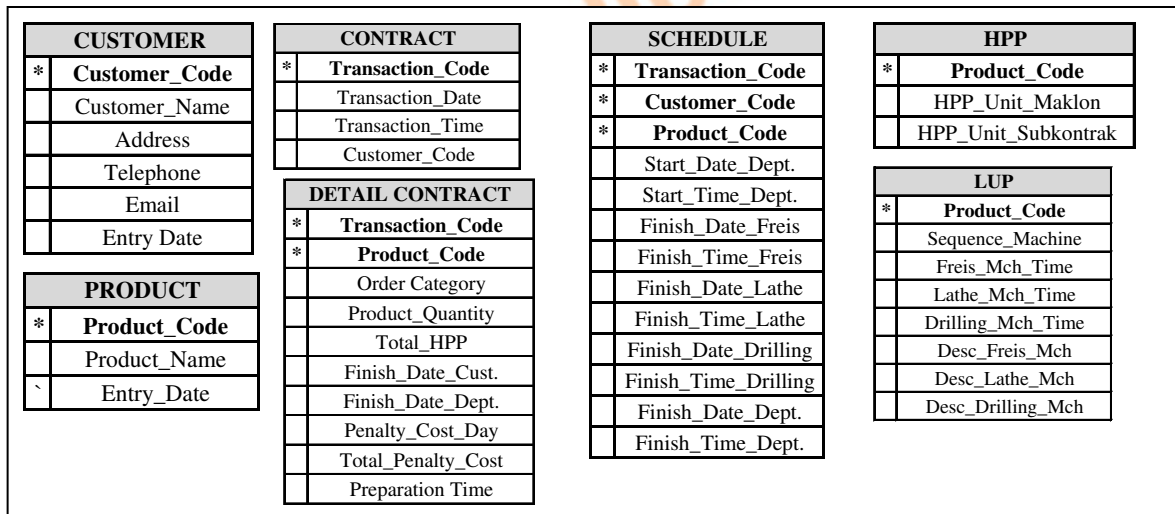 CUSTOMER
* Customer_Code
Customer_Name
Address
Telephone
Email
Entry Date
PRODUCT
* Product_Code
Product_Name
` Entry_Date
CONTRACT
* Transaction_Code
Transaction_Date
Transaction_Time
Customer_Code
DETAIL CONTRACT
* Transaction_Code
* Product_Code
Order Category
Product_Quantity
Total_HPP
Finish_Date_Cust.
Finish_Date_Dept.
Penalty_Cost_Day
Total_Penalty_Cost
Preparation Time
SCHEDULE
* Transaction_Code
* Customer_Code
* Product_Code
Start_Date_Dept.
Start_Time_Dept.
Finish_Date_Freis
Finish_Time_Freis
Finish_Date_Lathe
Finish_Time_Lathe
Finish_Date_Drilling
Finish_Time_Drilling
Finish_Date_Dept.
Finish_Time_Dept.
HPP
* Product_Code
HPP_Unit_Maklon
HPP_Unit_Subkontrak
LUP
* Product_Code
Sequence_Machine
Freis_Mch_Time
Lathe_Mch_Time
Drilling_Mch_Time
Desc_Freis_Mch
Desc_Lathe_Mch
Desc_Drilling_Mch